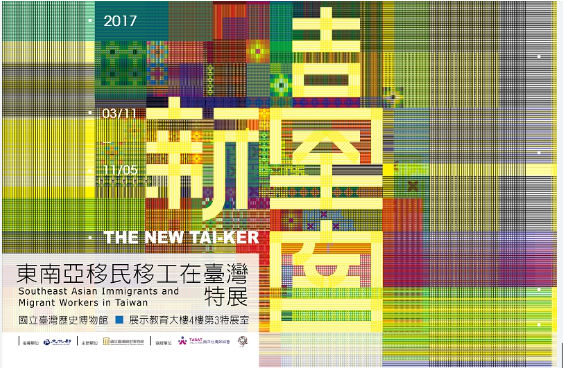 2017
03/11
11/05
新臺客
THE NEW TAI-KER
東南亞移民移工在臺灣
特展
Southeast Asian Immigrants and
Migrant Workers in Taiwan
國立臺灣歷史博物館 ■ 展示教育大樓4樓第3特展室
TASAT